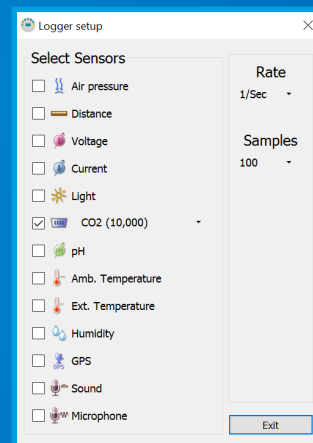 Logger setup
Select Sensors
Air pressure
Distance
Voltage
Current
Light
CO2 (10,000)
pH
Amb. Temperature
Ext. Temperature
Humidity
GPS
Sound
Microphone
Rate
1/Sec
Samples
100
Exit